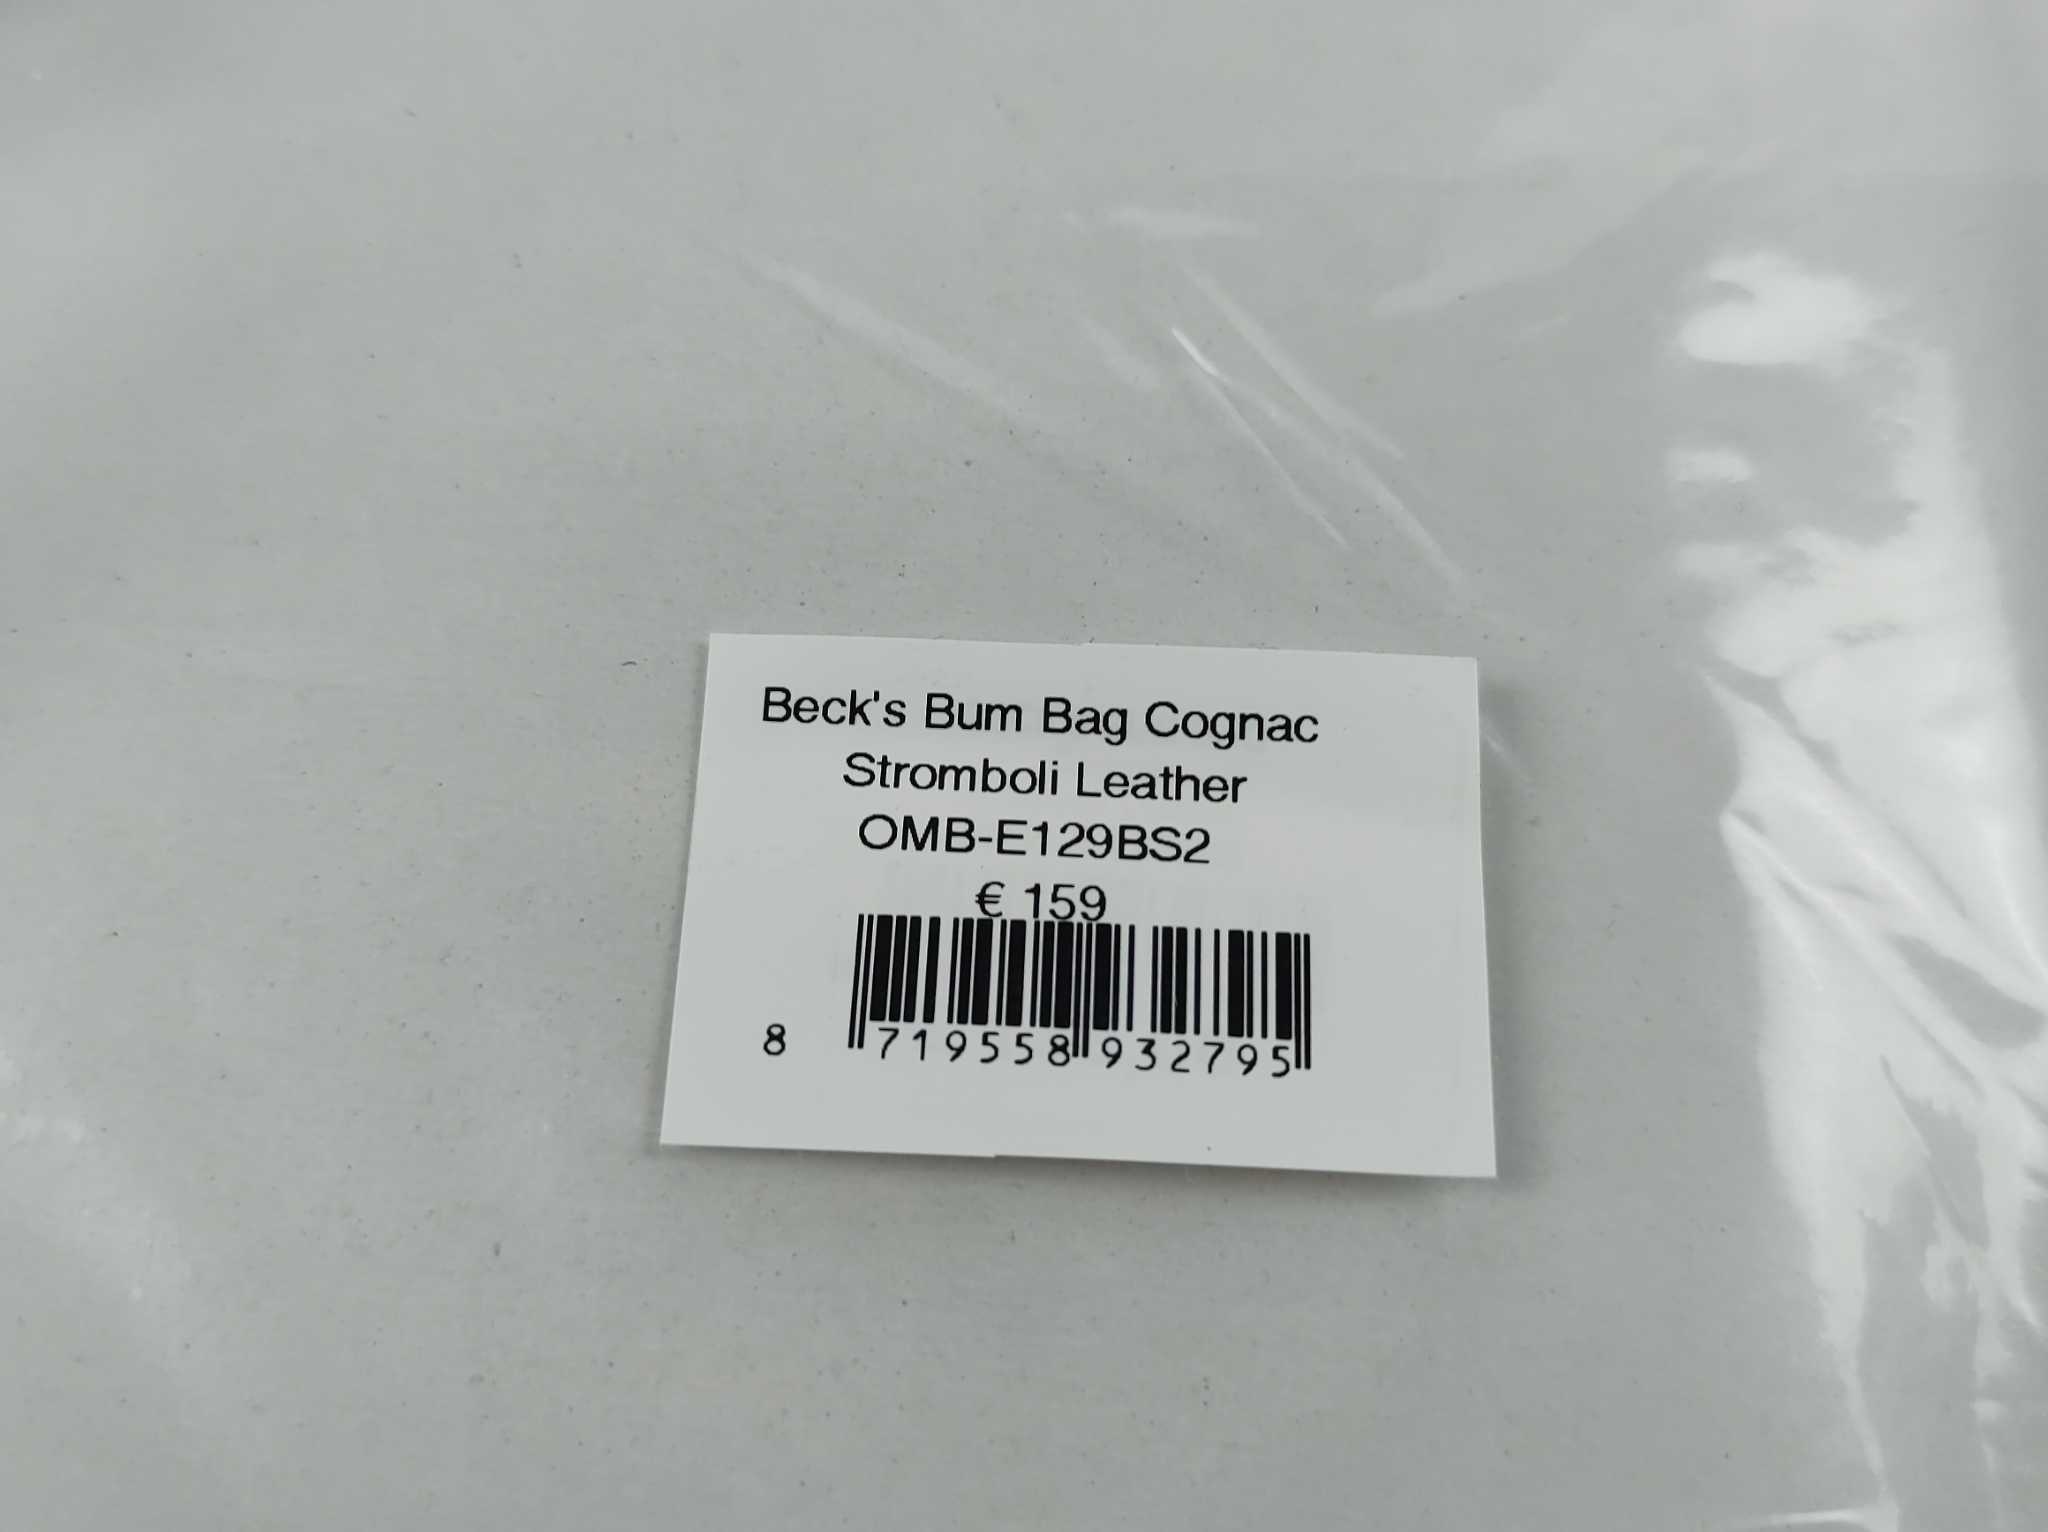 Beck's Bum Bag Cognac
Stromboli Leather
OMB-E129BS2
€ 159
8 719558 932795